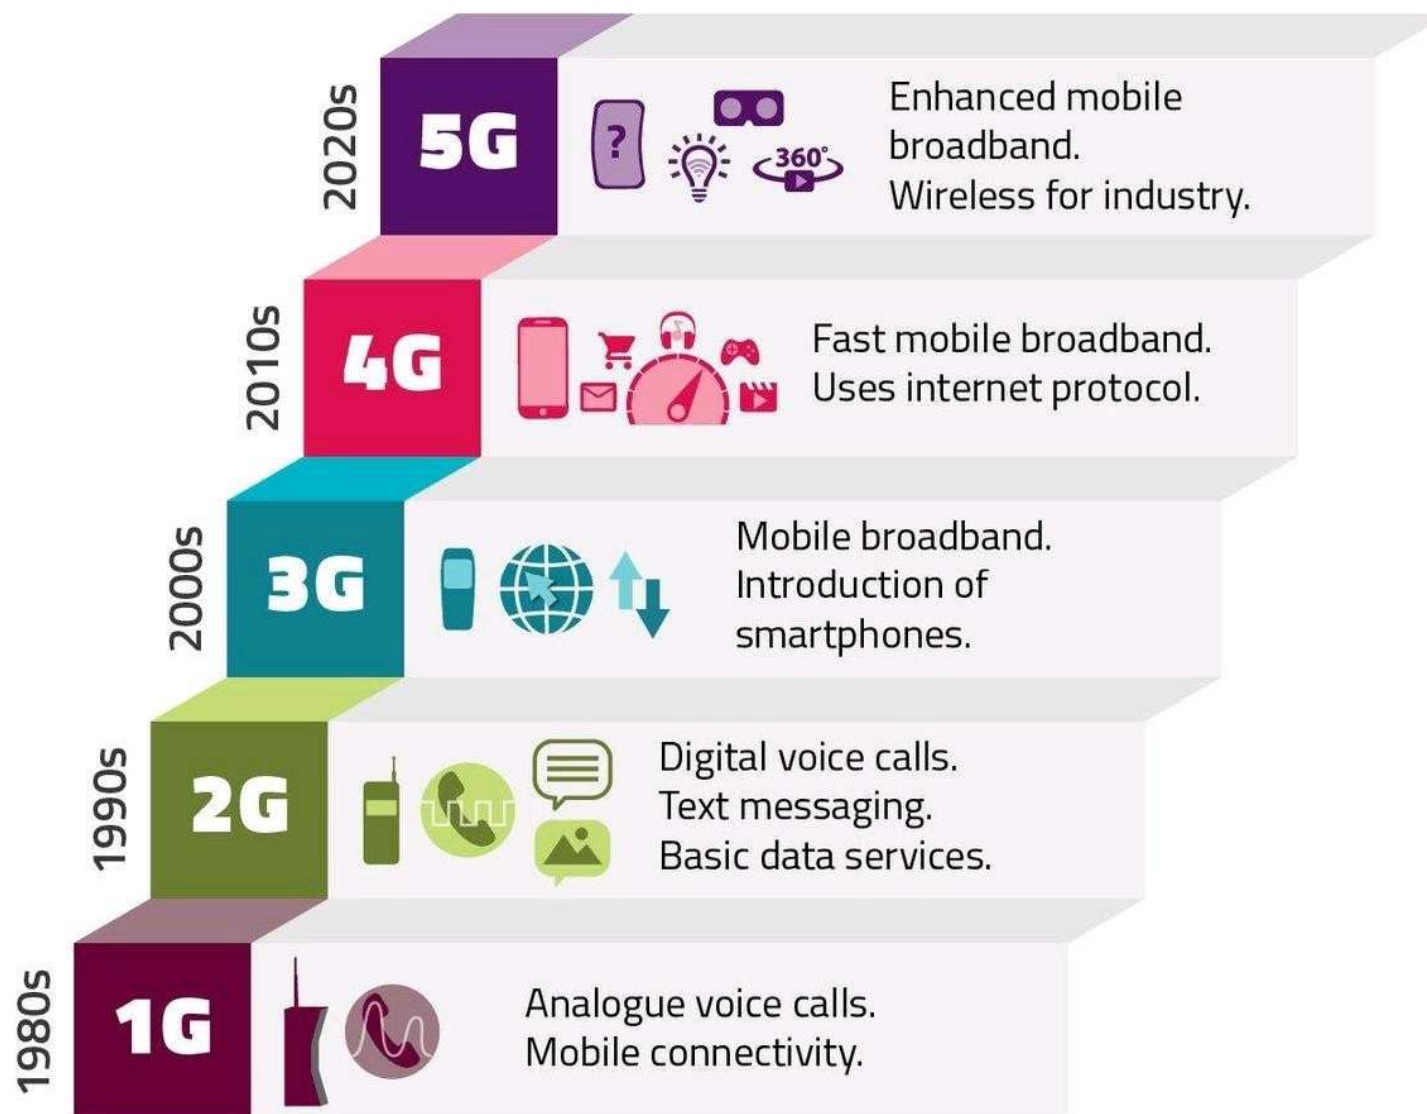 2020s
5G
?
360°
Enhanced mobile
broadband.
Wireless for industry.
2010s
4G
Fast mobile broadband.
Uses internet protocol.
2000s
3G
Mobile broadband.
Introduction of
smartphones.
1990s
2G
Digital voice calls.
Text messaging.
Basic data services.
1980s
1G
Analogue voice calls.
Mobile connectivity.